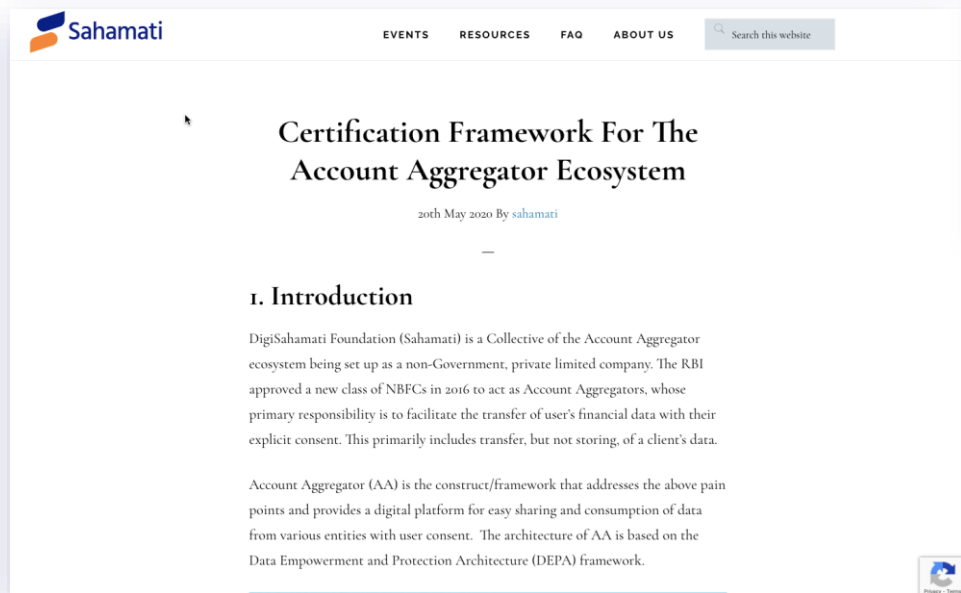 Sahamati
EVENTS RESOURCES FAQ ABOUT US Search this website
Certification Framework For The
Account Aggregator Ecosystem
20th May 2020 By sahamati
—
1. Introduction
DigiSahamati Foundation (Sahamati) is a Collective of the Account Aggregator
ecosystem being set up as a non-Government, private limited company. The RBI
approved a new class of NBFCs in 2016 to act as Account Aggregators, whose
primary responsibility is to facilitate the transfer of user’s financial data with their
explicit consent. This primarily includes transfer, but not storing, of a client’s data.
Account Aggregator (AA) is the construct/framework that addresses the above pain
points and provides a digital platform for easy sharing and consumption of data
from various entities with user consent. The architecture of AA is based on the
Data Empowerment and Protection Architecture (DEPA) framework.
Privacy - Terms